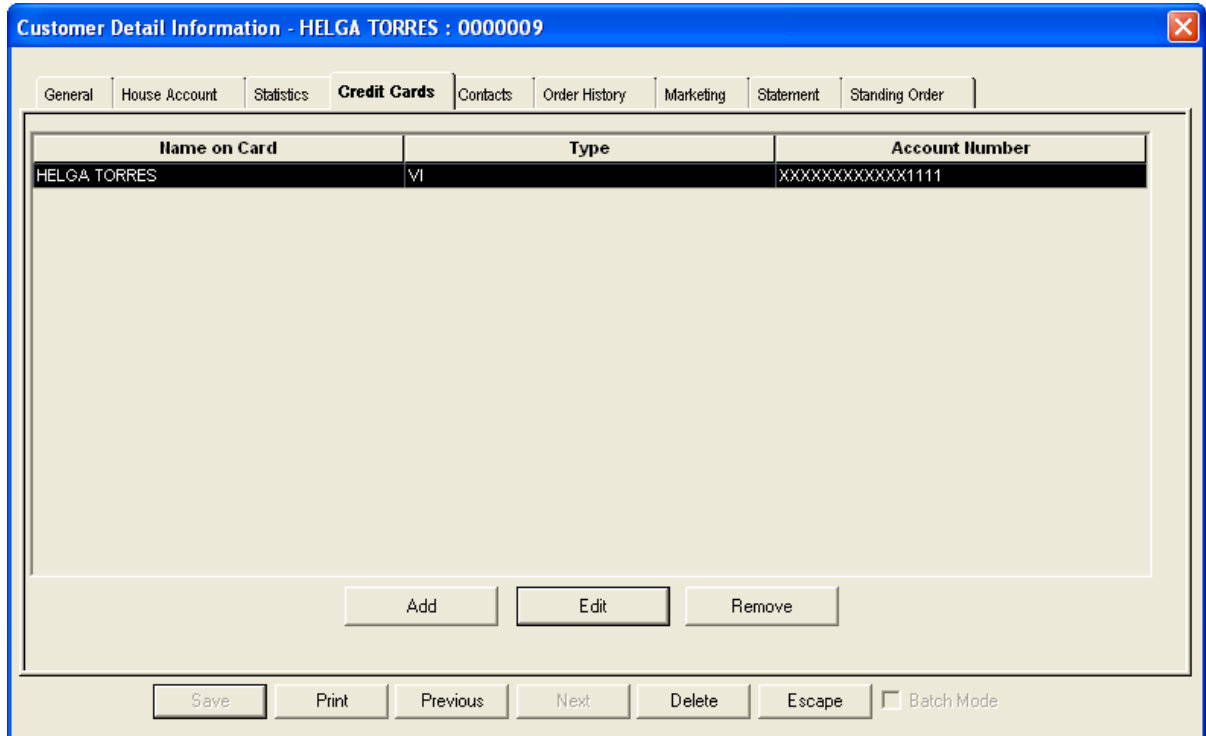 Customer Detail Information - HELGA TORRES : 0000009
General House Account Statistics Credit Cards Contacts Order History Marketing Statement Standing Order
Name on Card Type Account Number
HELGA TORRES VI XXXXXXXXXXXX1111
Add Edit Remove
Save Print Previous Next Delete Escape Batch Mode